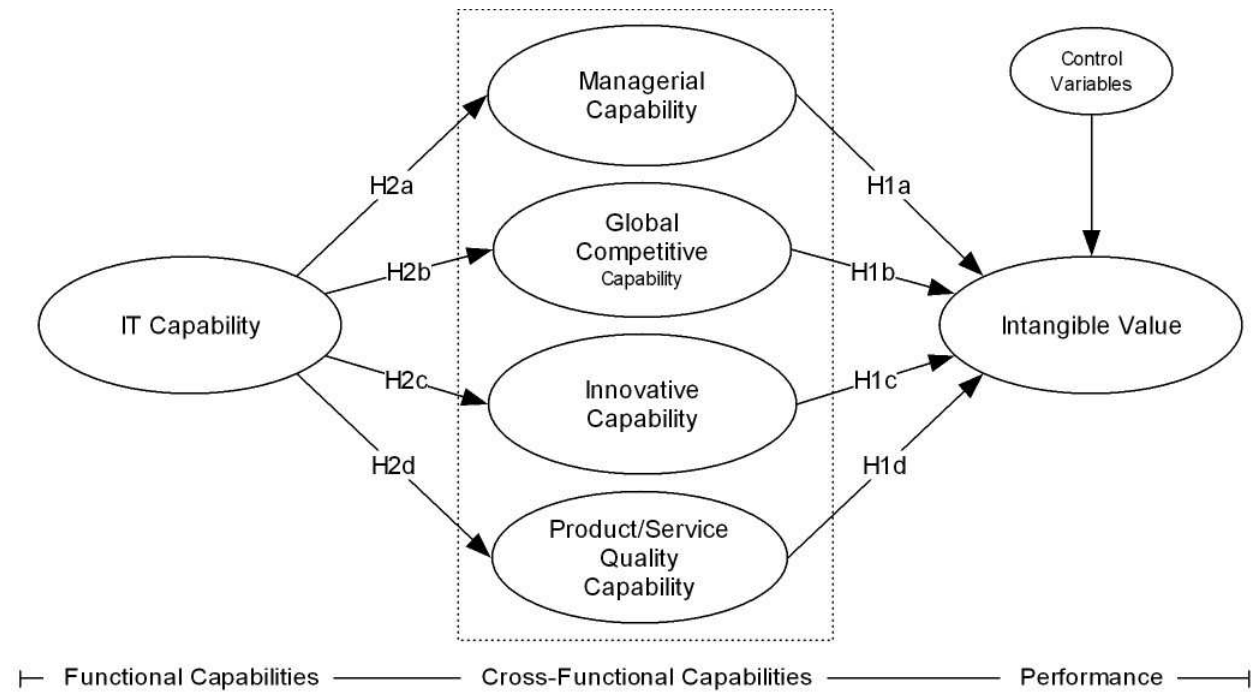 Managerial
Capability
Control
Variables
H2a
H1a
Global
Competitive
Capability
H2b
H1b
IT Capability
Intangible Value
H2c
H1c
Innovative
Capability
H2d
H1d
Product/Service
Quality
Capability
Functional Capabilities
Cross-Functional Capabilities
Performance